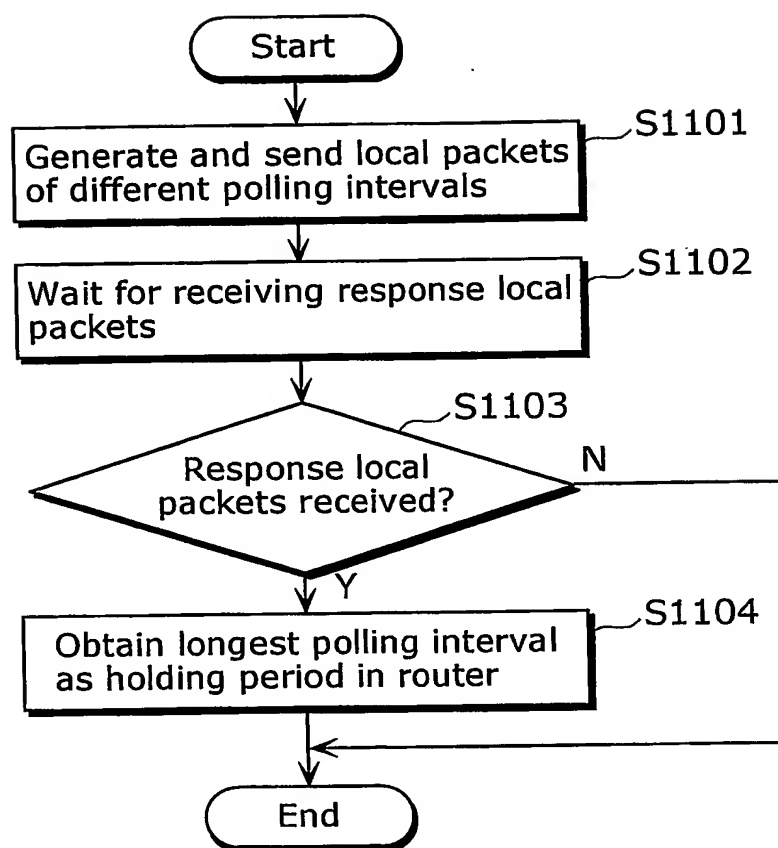 Start
S1101
Generate and send local packets
of different polling intervals
S1102
Wait for receiving response local
packets
S1103
Response local
packets received?
N
Y
S1104
Obtain longest polling interval
as holding period in router
End